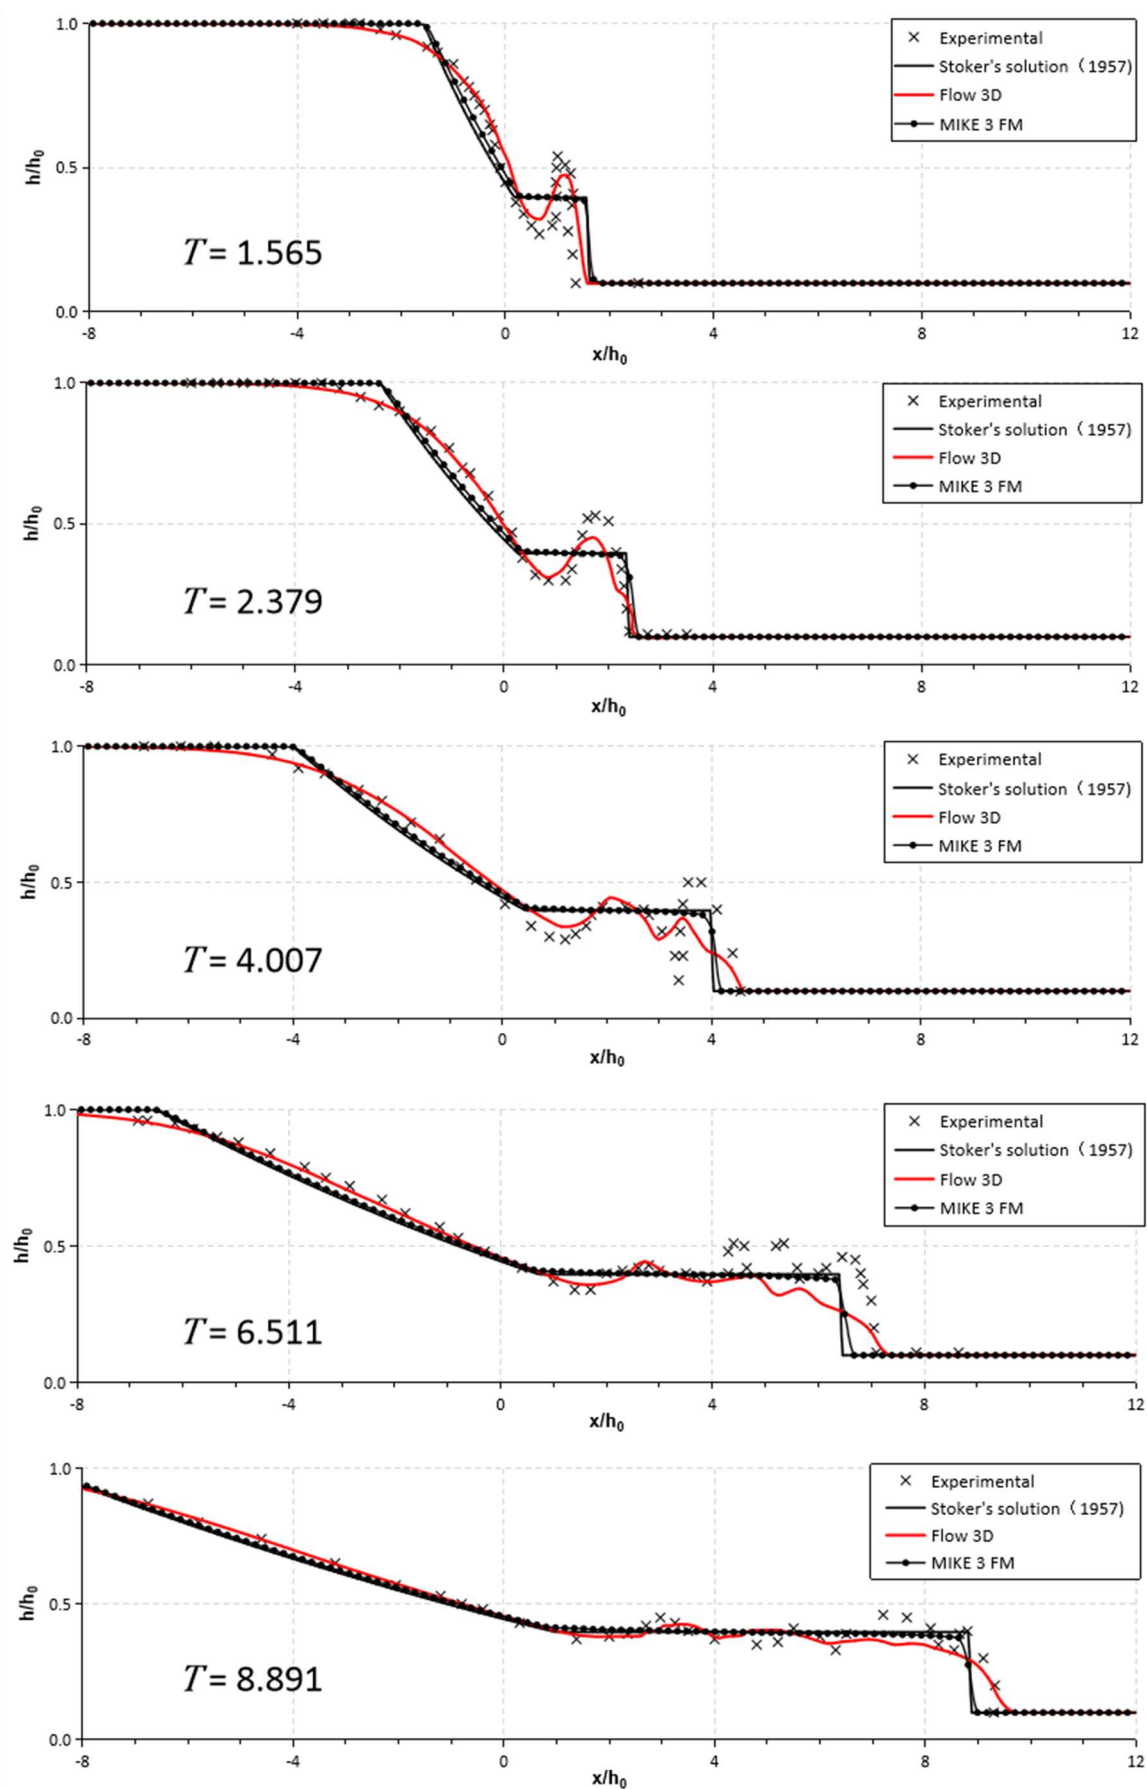 1.0
0.5
0.0
h/h0
-8 -4 0 4 8 12
x/h0
T = 1.565
Experimental
Stoker's solution（1957)
Flow 3D
MIKE 3 FM
1.0
0.5
0.0
h/h0
-8 -4 0 4 8 12
x/h0
T = 2.379
Experimental
Stoker's solution（1957)
Flow 3D
MIKE 3 FM
1.0
0.5
0.0
h/h0
-8 -4 0 4 8 12
x/h0
T = 4.007
Experimental
Stoker's solution（1957)
Flow 3D
MIKE 3 FM
1.0
0.5
0.0
h/h0
-8 -4 0 4 8 12
x/h0
T = 6.511
Experimental
Stoker's solution（1957)
Flow 3D
MIKE 3 FM
1.0
0.5
0.0
h/h0
-8 -4 0 4 8 12
x/h0
T = 8.891
Experimental
Stoker's solution（1957)
Flow 3D
MIKE 3 FM